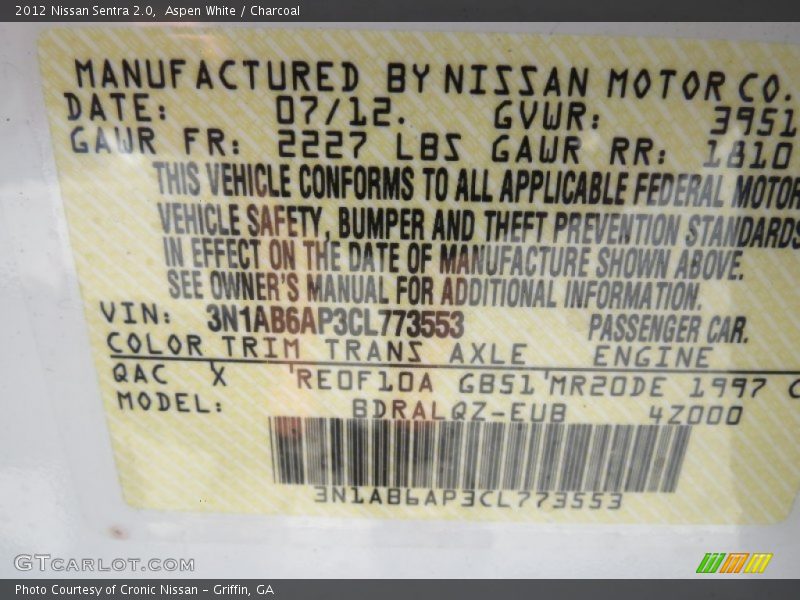 2012 Nissan Sentra 2.0, Aspen White / Charcoal
MANUFACTURED BY NISSAN MOTOR CO.
DATE: 07/12. GVWR: 3951
GAWR FR: 2227 LBS GAWR RR: 1810
THIS VEHICLE CONFORMS TO ALL APPLICABLE FEDERAL MOTOR
VEHICLE SAFETY, BUMPER AND THEFT PREVENTION STANDARDS
IN EFFECT ON THE DATE OF MANUFACTURE SHOWN ABOVE.
SEE OWNER'S MANUAL FOR ADDITIONAL INFORMATION.
VIN: 3N1AB6AP3CL773553 PASSENGER CAR.
COLOR TRIM TRANS AXLE ENGINE
QAC X RE0F10A GB51 MR20DE 1997 C
MODEL: BDRALQZ-EUB 4Z000
3N1AB6AP3CL773553
GTCARLOT.COM
Photo Courtesy of Cronic Nissan – Griffin, GA